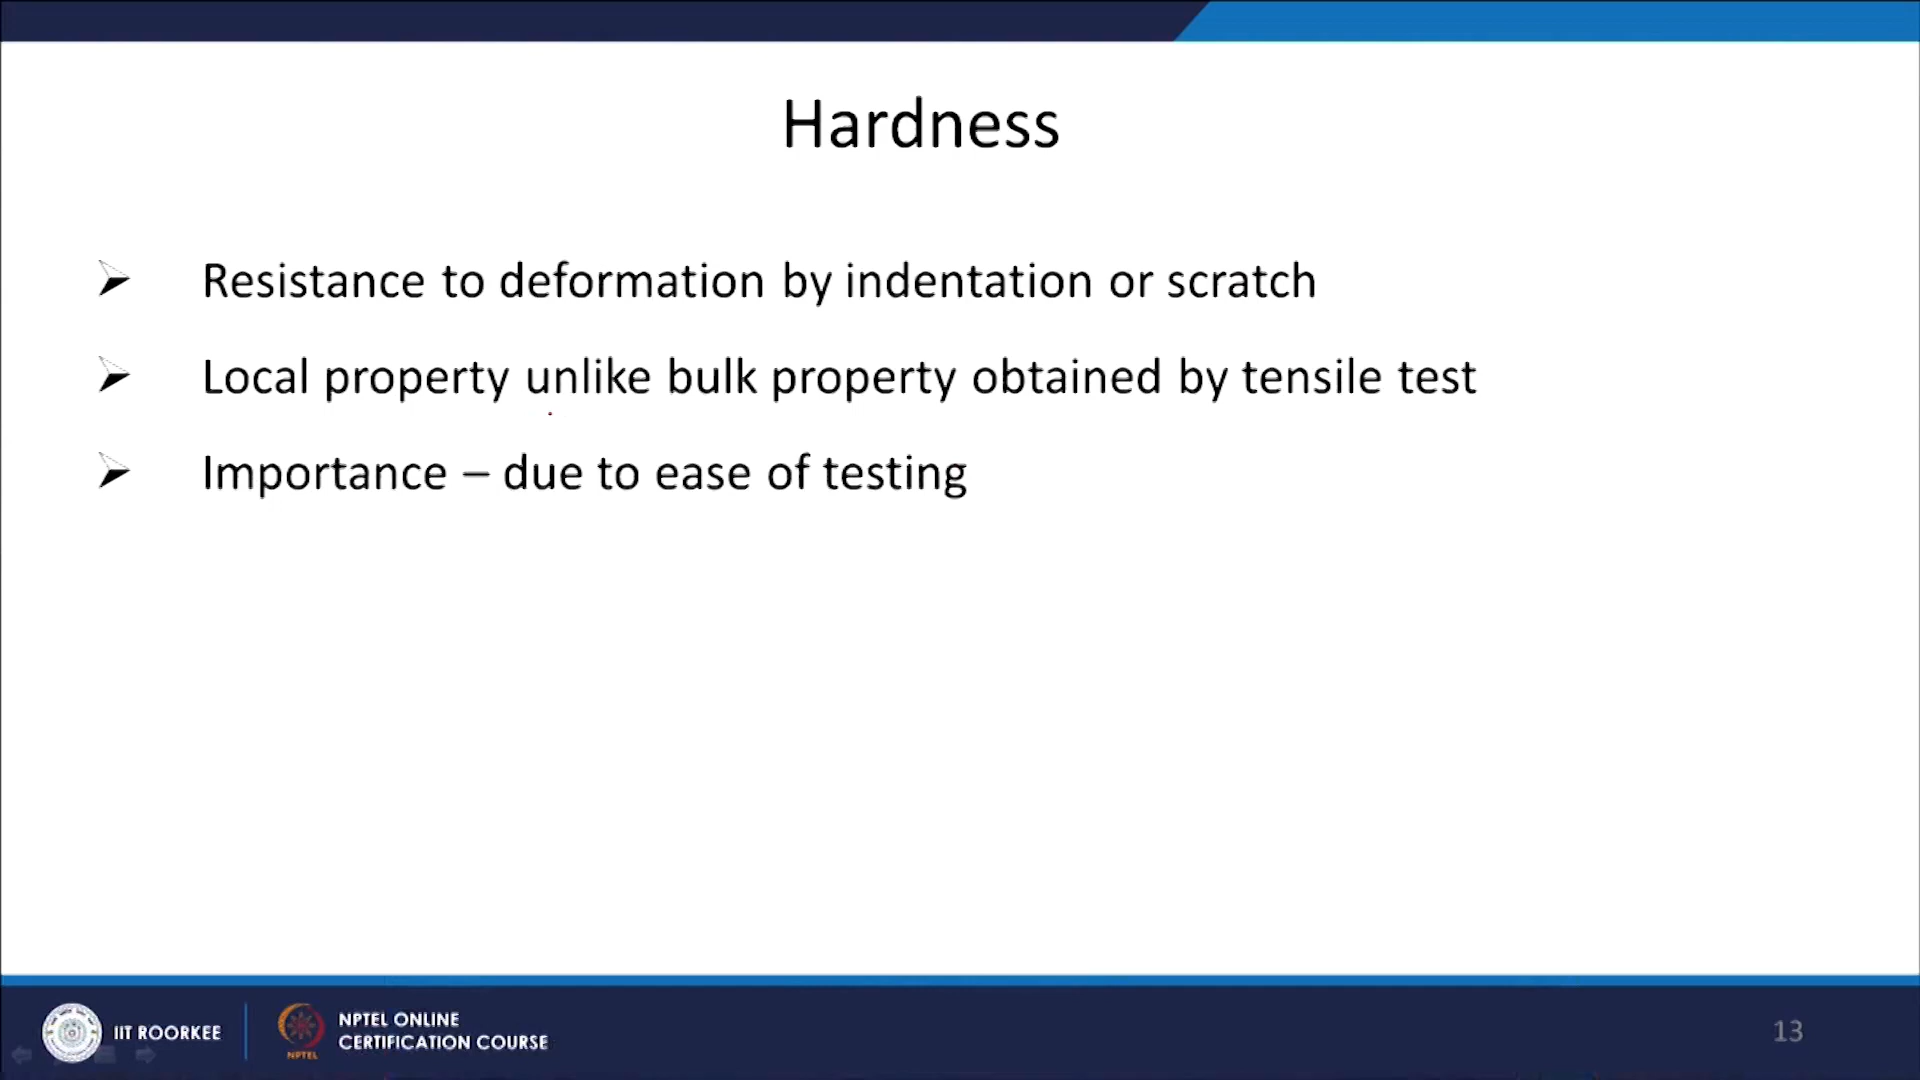 Hardness
Resistance to deformation by indentation or scratch
Local property unlike bulk property obtained by tensile test
Importance – due to ease of testing
IIT ROORKEE
NPTEL
NPTEL ONLINE
CERTIFICATION COURSE
13